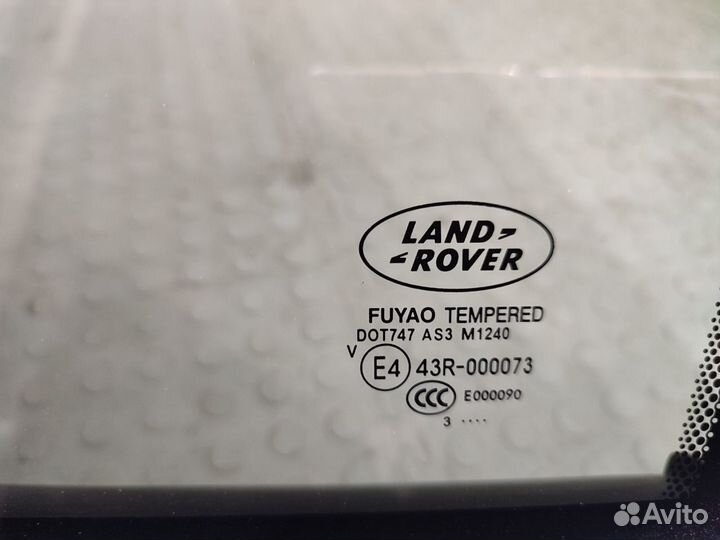 LAND
ROVER
FUYAO TEMPERED
DOT747 AS3 M1240
V E4 43R-000073
CCC E000090
3 ....
Avito